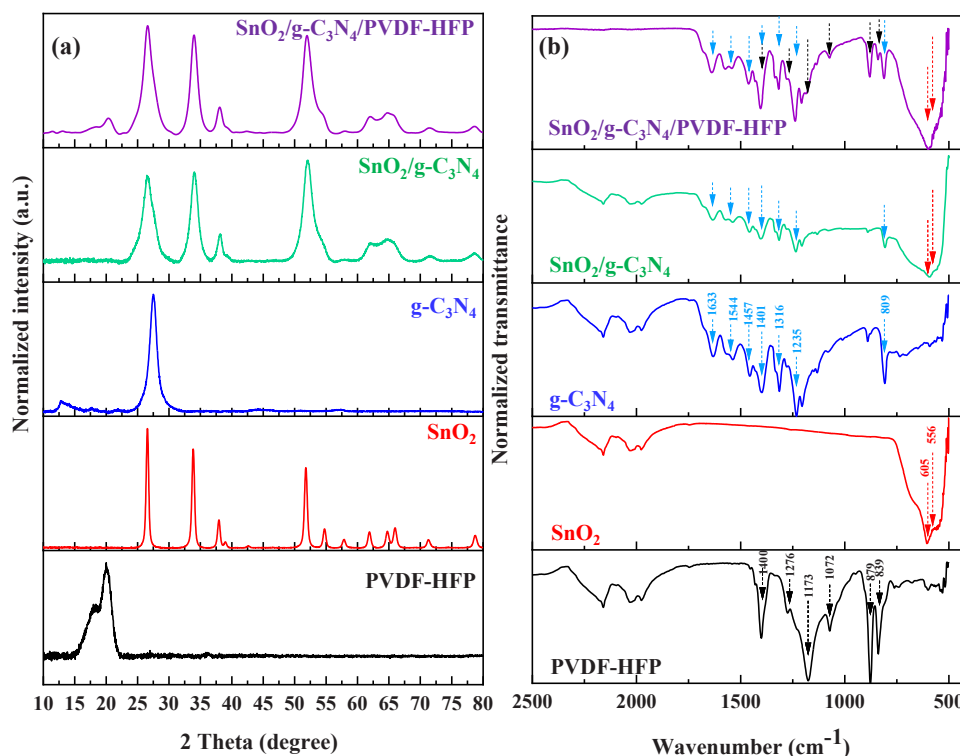 (a)
SnO2/g-C3N4/PVDF-HFP
SnO2/g-C3N4
g-C3N4
SnO2
PVDF-HFP
Normalized intensity (a.u.)
10 15 20 25 30 35 40 45 50 55 60 65 70 75 80
2 Theta (degree)
(b)
SnO2/g-C3N4/PVDF-HFP
SnO2/g-C3N4
1633
1544
1457
1401
1316
1235
809
g-C3N4
605
556
SnO2
1400
1276
1173
1072
879
839
PVDF-HFP
Normalized transmittance
2500 2000 1500 1000 500
Wavenumber (cm-1)